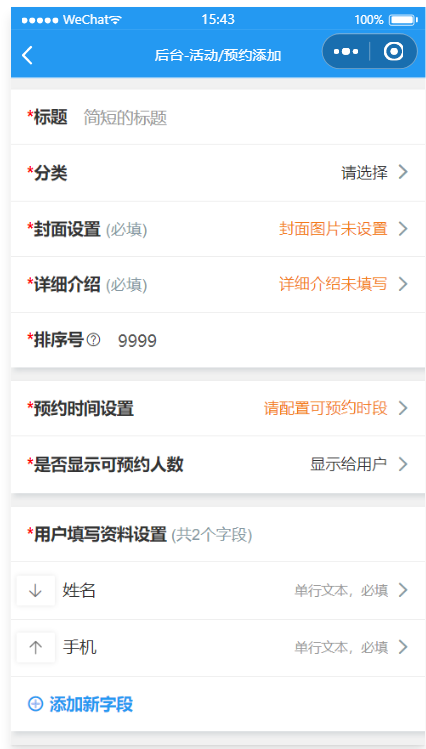 ●●●●● WeChat 15:43 100%
后台-活动/预约添加
*标题 简短的标题
*分类 请选择
*封面设置 (必填) 封面图片未设置
*详细介绍 (必填) 详细介绍未填写
*排序号? 9999
*预约时间设置 请配置可预约时段
*是否显示可预约人数 显示给用户
*用户填写资料设置 (共2个字段)
↓ 姓名 单行文本，必填
↑ 手机 单行文本，必填
⊕ 添加新字段